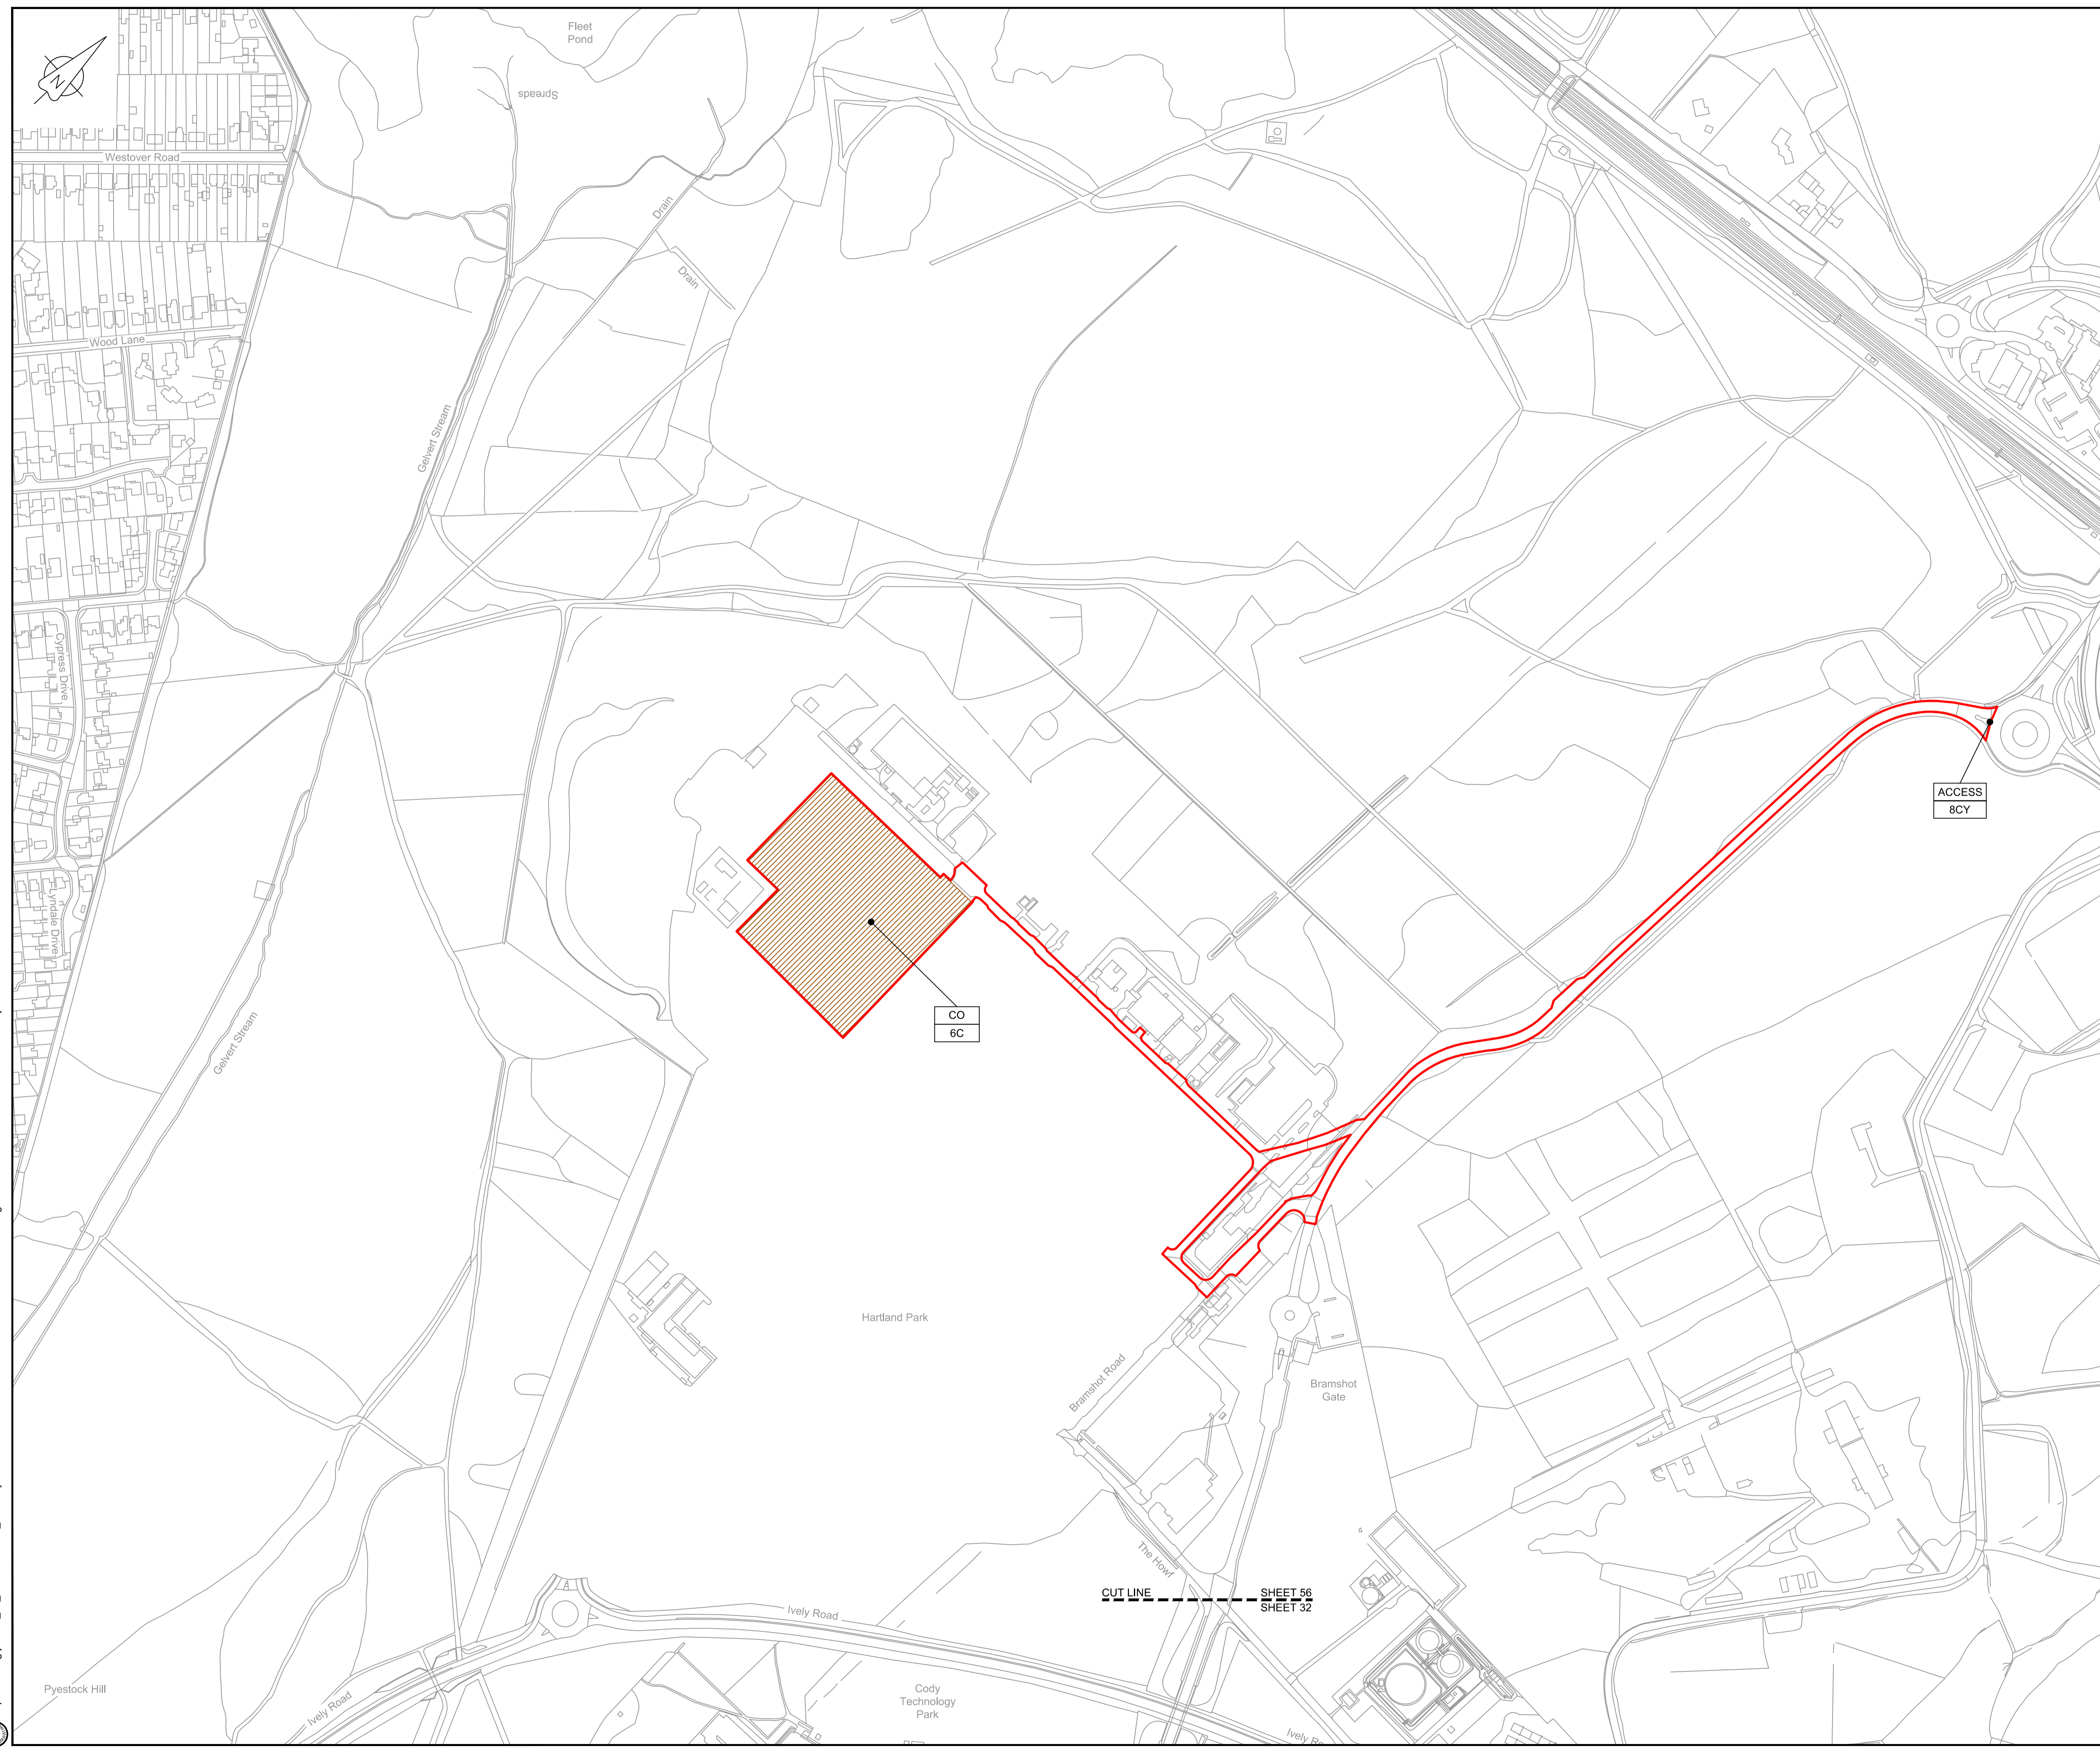 Fleet
Pond
N
Spreads
Westover Road
Drain
Drain
Wood Lane
Gelvert Stream
Cypress Drive
ACCESS
8CY
Lyndale Drive
CO
6C
Gelvert Stream
Hartland Park
Bramshot Road
Bramshot
Gate
The Howf
CUT LINE
SHEET 56
SHEET 32
Ively Road
Pyestock Hill
Ively Road
Cody
Technology
Park
Ively